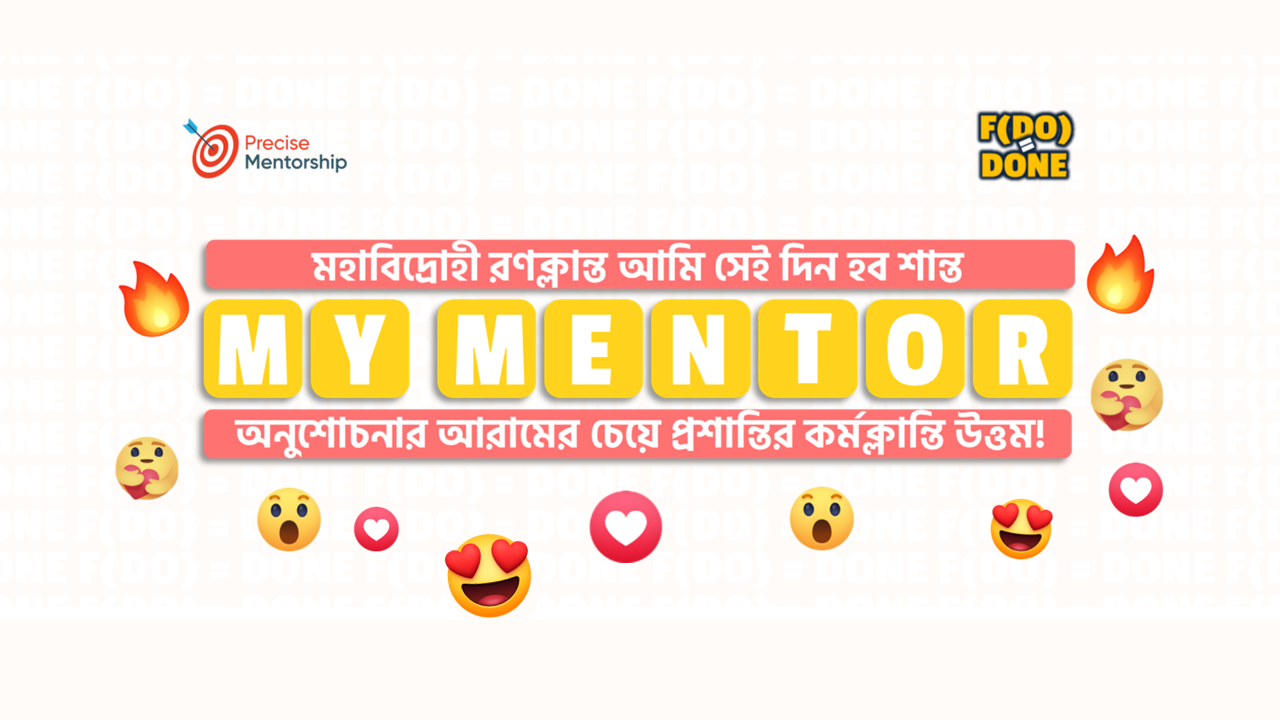 Precise
Mentorship
F(DO)
=
DONE
মহাবিদ্রোহী রণক্লান্ত আমি সেই দিন হব শান্ত
MY MENTOR
অনুশোচনার আরামের চেয়ে প্রশান্তির কর্মক্লান্তি উত্তম!